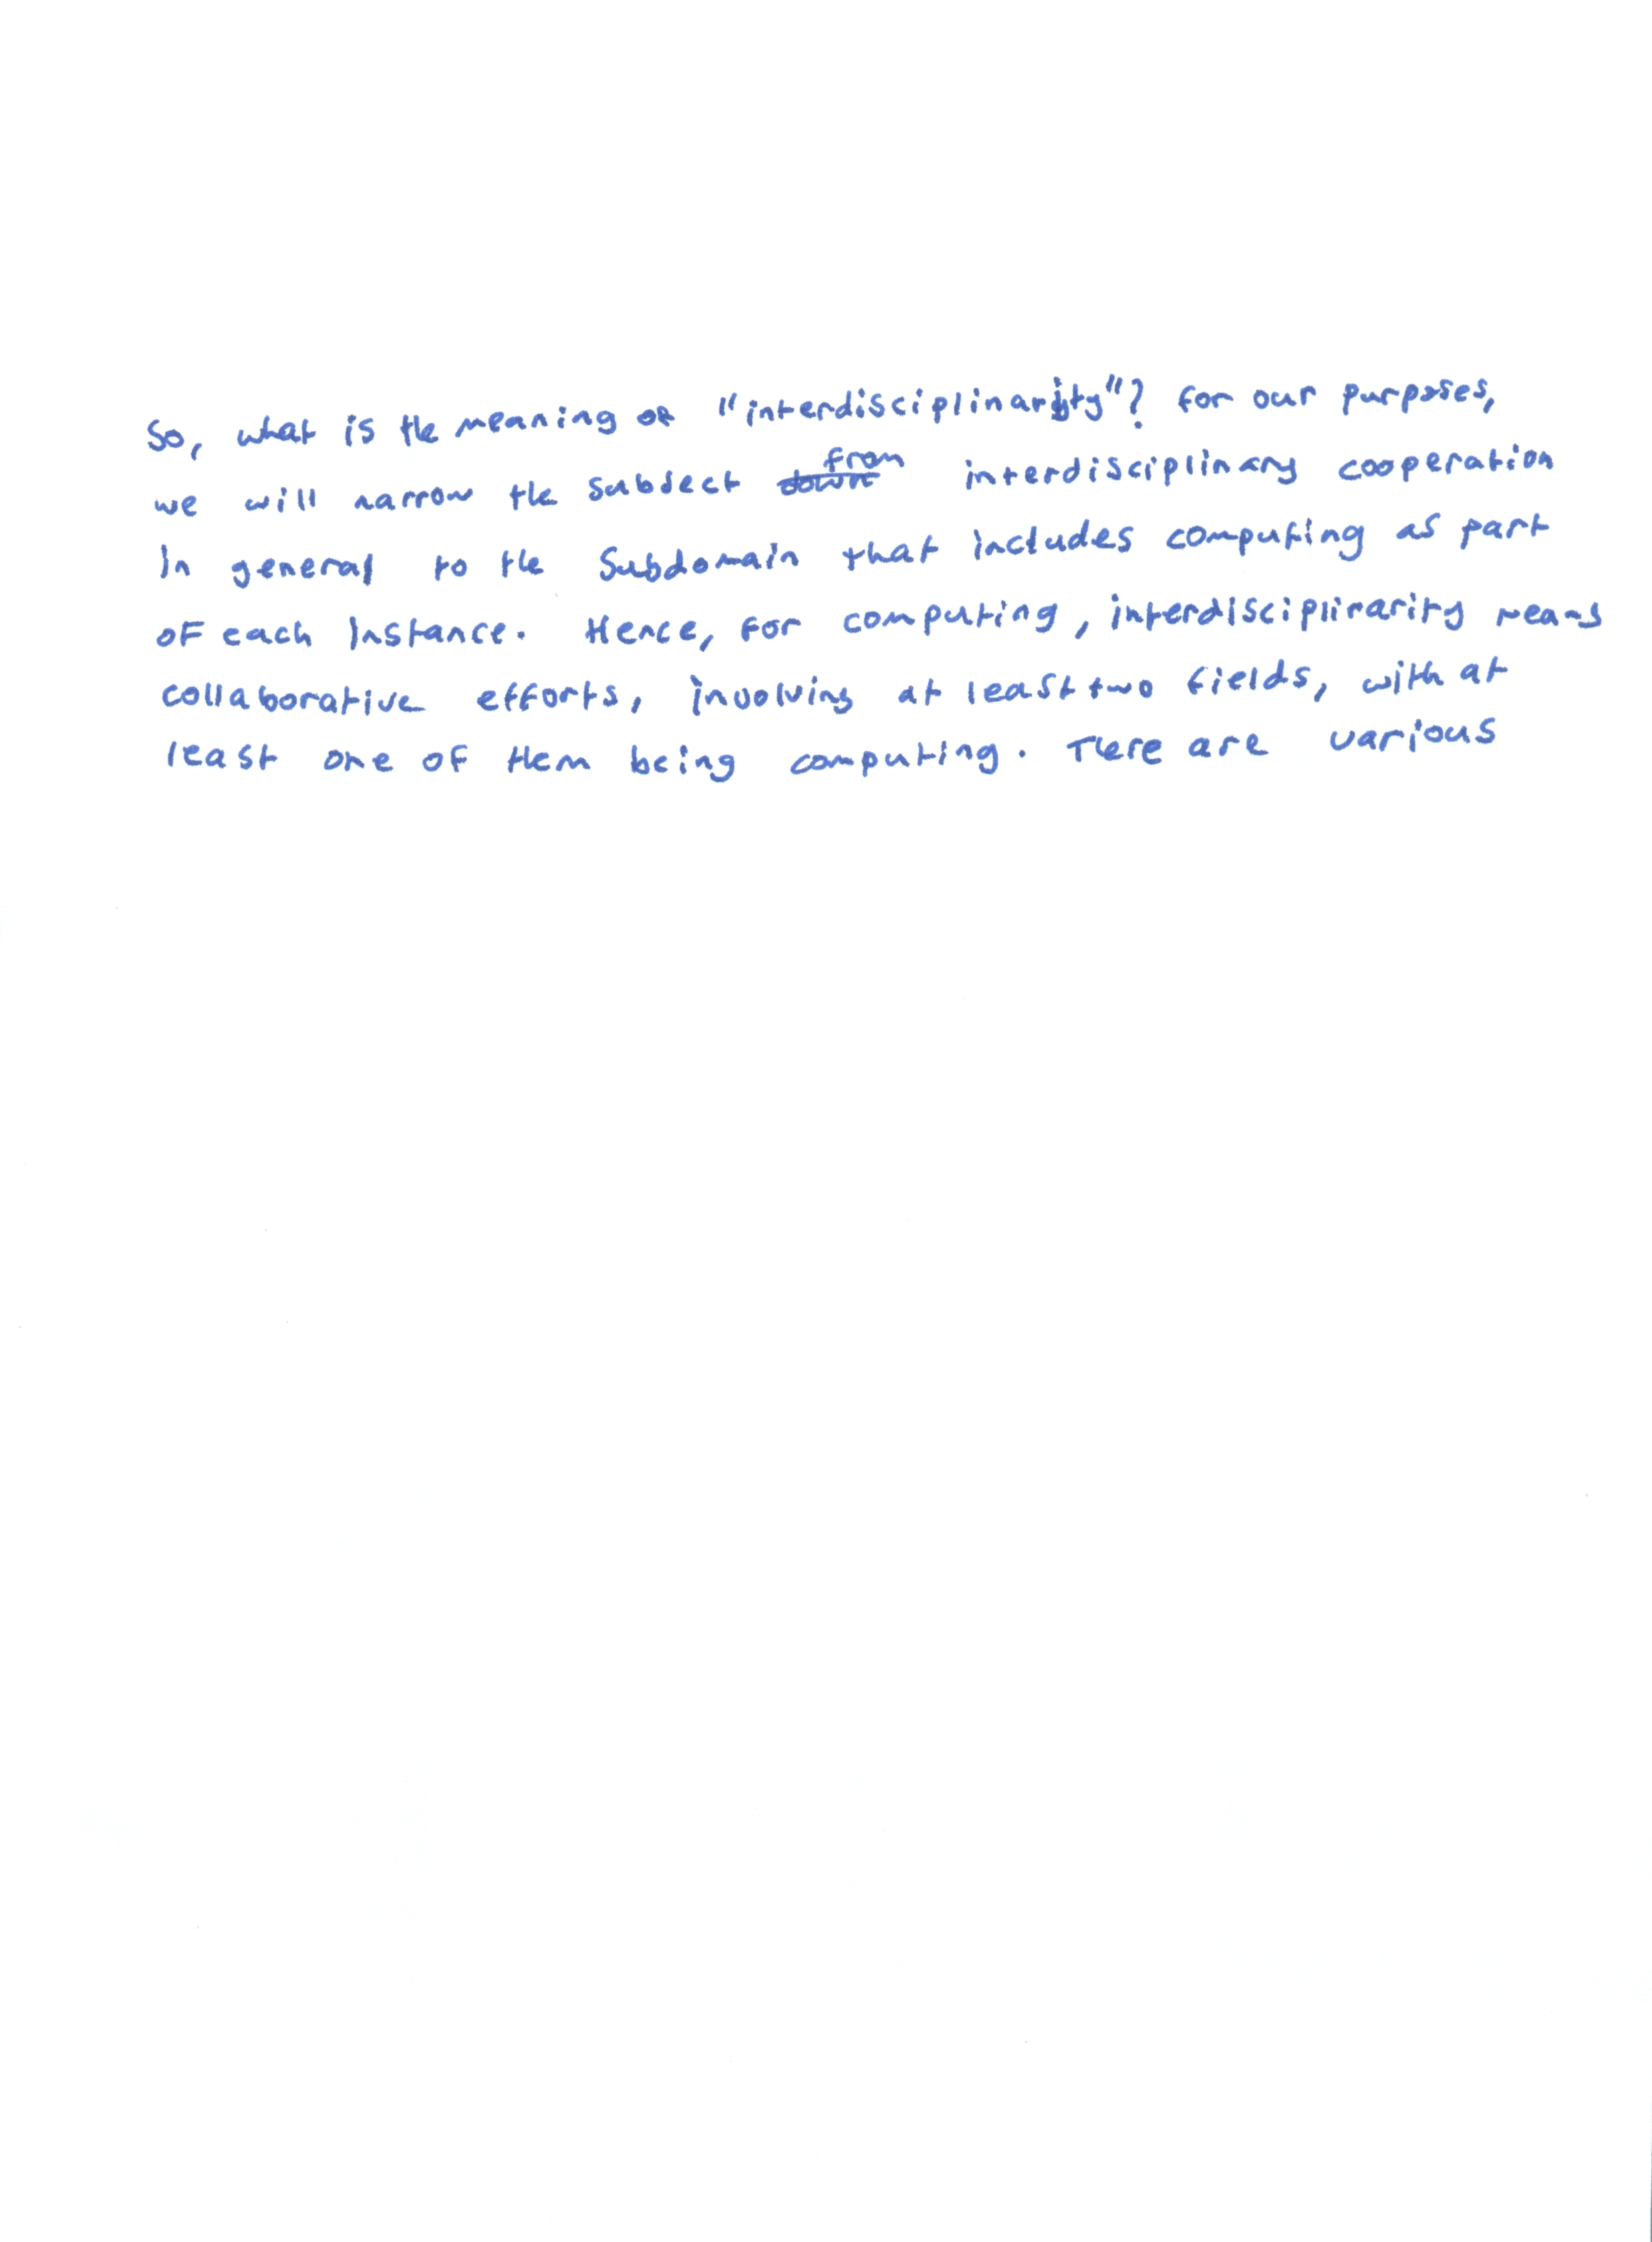 So, what is the meaning of "interdisciplinarity"? For our purposes,
we will narrow the subject from interdisciplinary cooperation
in general to the subdomain that includes computing as part
of each instance. Hence, for computing, interdisciplinarity means
collaborative efforts, involving at least two fields, with at
least one of them being computing. There are various